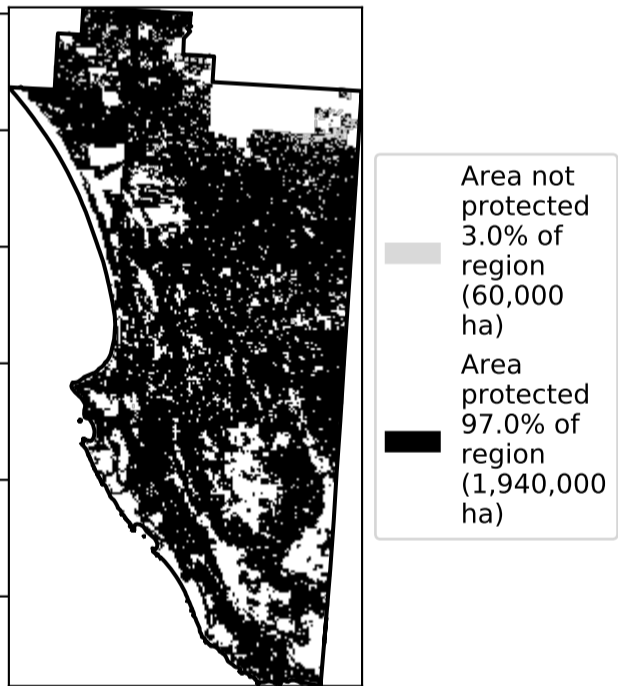 Area not
protected
3.0% of
region
(60,000
ha)
Area
protected
97.0% of
region
(1,940,000
ha)